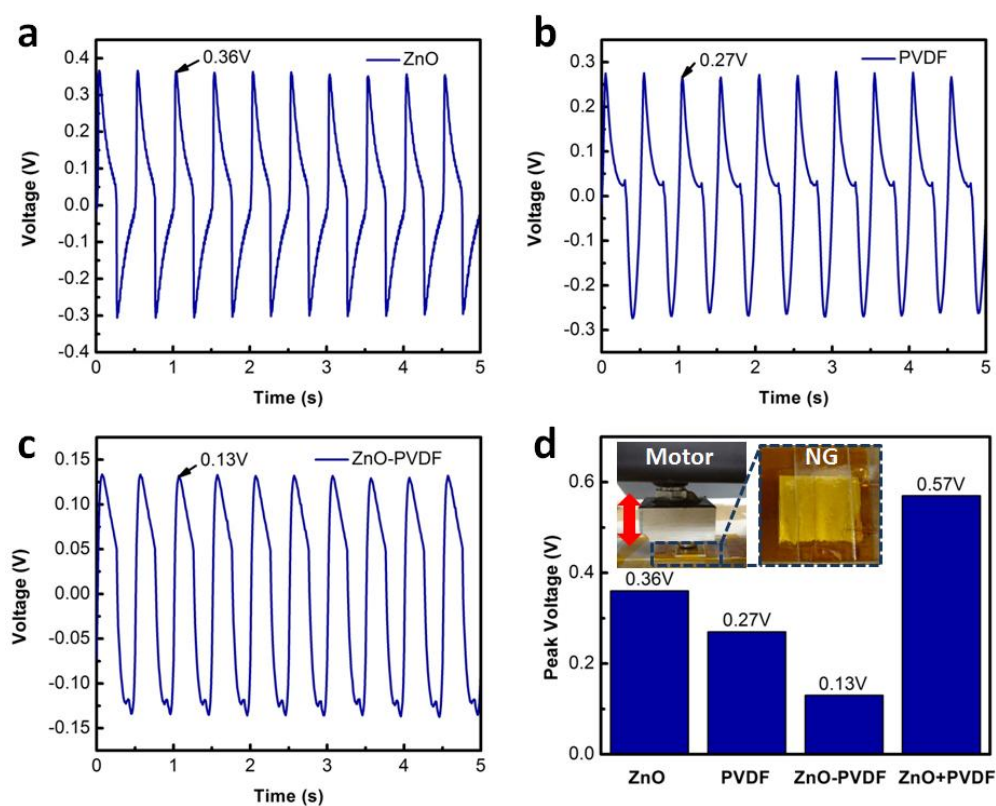 a
0.36V
ZnO
0.4
0.3
0.2
0.1
0.0
-0.1
-0.2
-0.3
-0.4
Voltage (V)
0 1 2 3 4 5
Time (s)
b
0.27V
PVDF
0.3
0.2
0.1
0.0
-0.1
-0.2
-0.3
Voltage (V)
0 1 2 3 4 5
Time (s)
c
0.13V
ZnO-PVDF
0.15
0.10
0.05
0.00
-0.05
-0.10
-0.15
Voltage (V)
0 1 2 3 4 5
Time (s)
d
Motor
NG
0.6
0.4
0.2
0.0
Peak Voltage (V)
0.36V
0.27V
0.13V
0.57V
ZnO PVDF ZnO-PVDF ZnO+PVDF